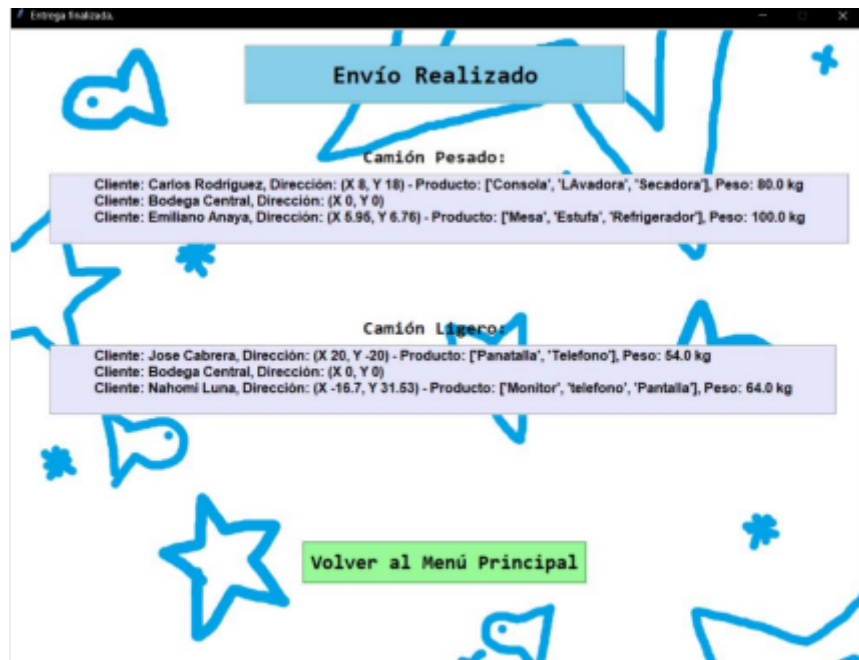 Entrega finalizada.
Envío Realizado
Camión Pesado:
Cliente: Carlos Rodríguez, Dirección: (X 8, Y 18) - Producto: ['Consola', 'LAvadora', 'Secadora'], Peso: 80.0 kg
Cliente: Bodega Central, Dirección: (X 0, Y 0)
Cliente: Emiliano Anaya, Dirección: (X 5.95, Y 6.76) - Producto: ['Mesa', 'Estufa', 'Refrigerador'], Peso: 100.0 kg
Camión Ligero:
Cliente: Jose Cabrera, Dirección: (X 20, Y -20) - Producto: ['Panatalla', 'Telefono'], Peso: 54.0 kg
Cliente: Bodega Central, Dirección: (X 0, Y 0)
Cliente: Nahomi Luna, Dirección: (X -16.7, Y 31.53) - Producto: ['Monitor', 'telefono', 'Pantalla'], Peso: 64.0 kg
Volver al Menú Principal